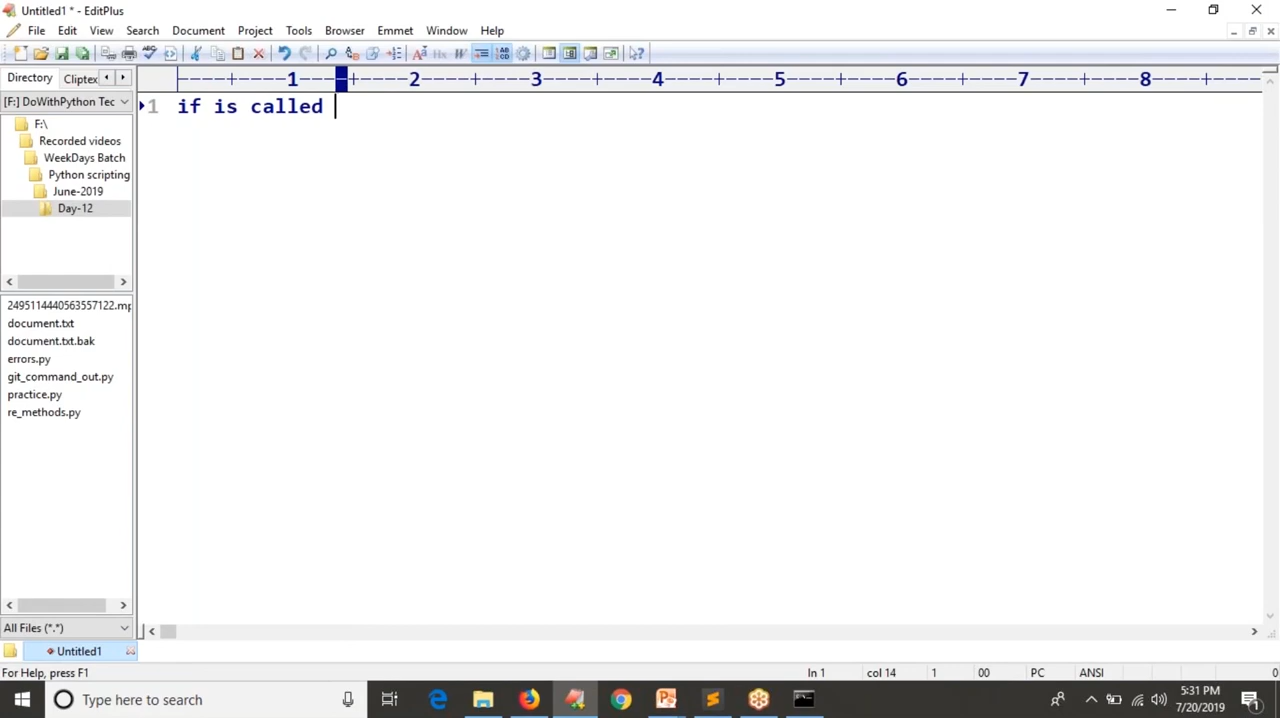 Untitled1 * - EditPlus
File Edit View Search Document Project Tools Browser Emmet Window Help
Directory Cliptex
[F:] DoWithPython Tec
----+----1----+----2----+----3----+----4----+----5----+----6----+----7----+----8----+--
1 if is called
F:\
Recorded videos
WeekDays Batch
Python scripting
June-2019
Day-12
2495114440563557122.mp
document.txt
document.txt.bak
errors.py
git_command_out.py
practice.py
re_methods.py
All Files (*.*)
Untitled1
For Help, press F1 ln 1 col 14 1 00 PC ANSI 0
Type here to search
5:31 PM
7/20/2019
1